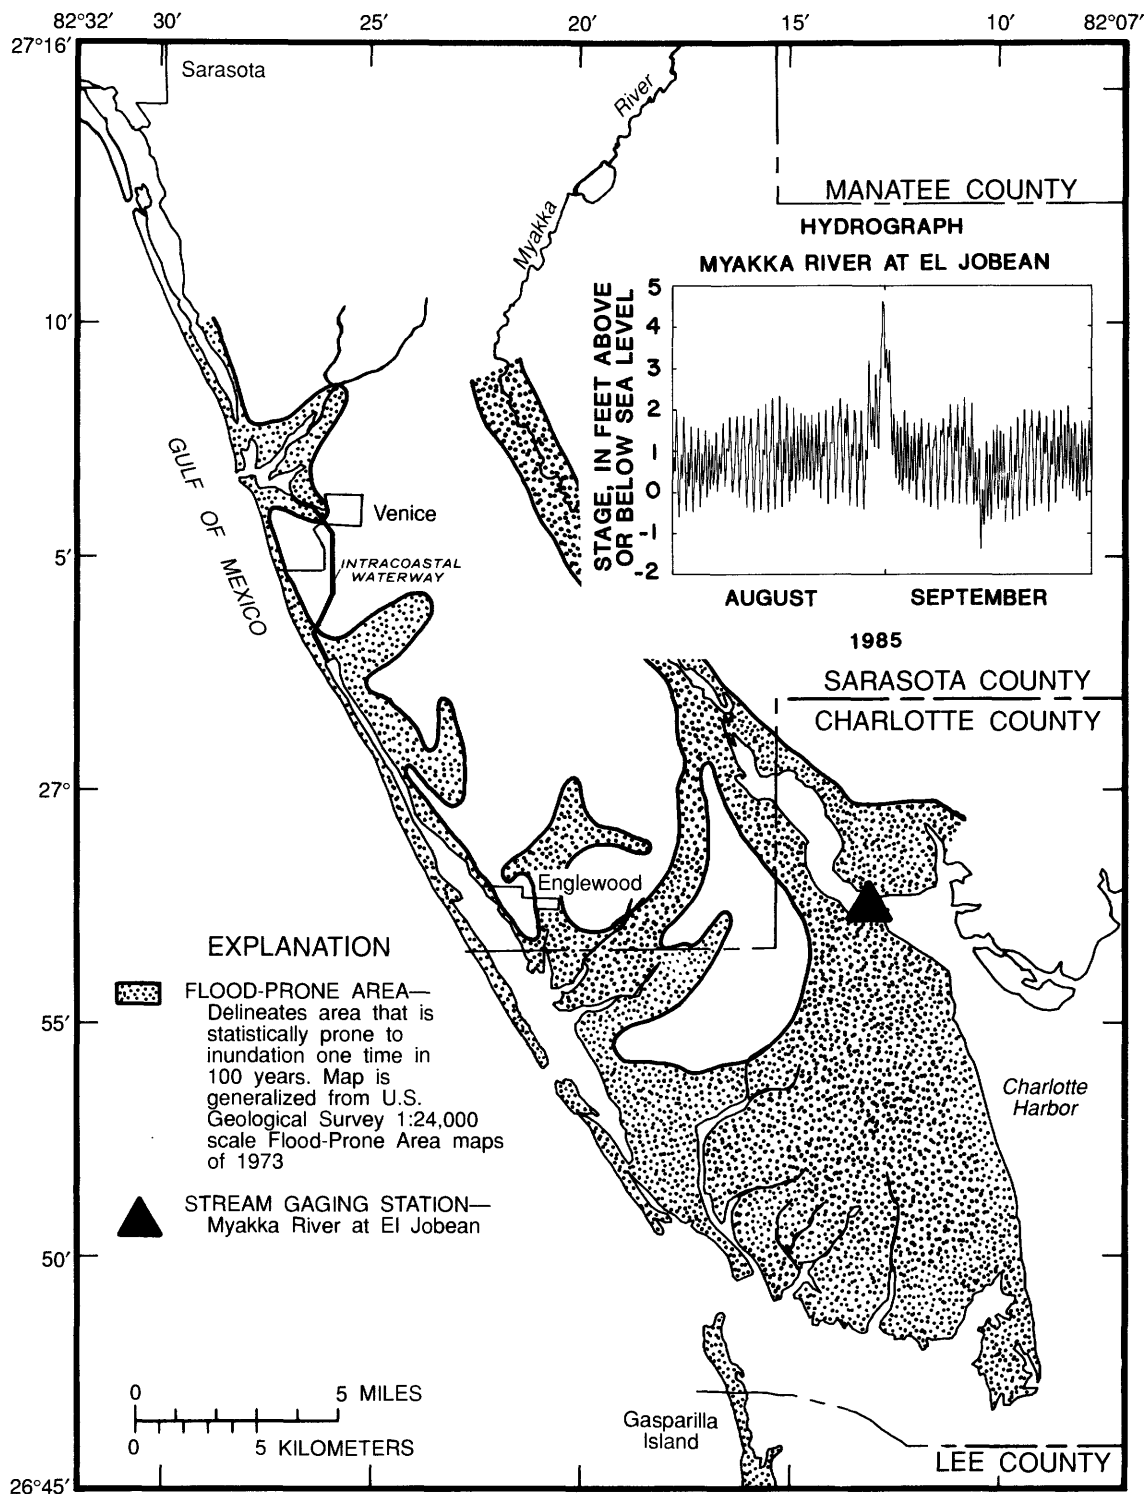 82°32′ 30′ 25′ 20′ 15′ 10′ 82°07′
27°16′
Sarasota
River
Myakka
MANATEE COUNTY
HYDROGRAPH
MYAKKA RIVER AT EL JOBEAN
STAGE, IN FEET ABOVE
OR BELOW SEA LEVEL
5
4
3
2
1
0
-1
-2
AUGUST SEPTEMBER
1985
10′
GULF OF MEXICO
Venice
5′
INTRACOASTAL
WATERWAY
SARASOTA COUNTY
CHARLOTTE COUNTY
27°
Englewood
EXPLANATION
FLOOD-PRONE AREA—
Delineates area that is
statistically prone to
inundation one time in
100 years. Map is
generalized from U.S.
Geological Survey 1:24,000
scale Flood-Prone Area maps
of 1973
STREAM GAGING STATION—
Myakka River at El Jobean
55′
Charlotte
Harbor
50′
0 5 MILES
0 5 KILOMETERS
Gasparilla
Island
LEE COUNTY
26°45′